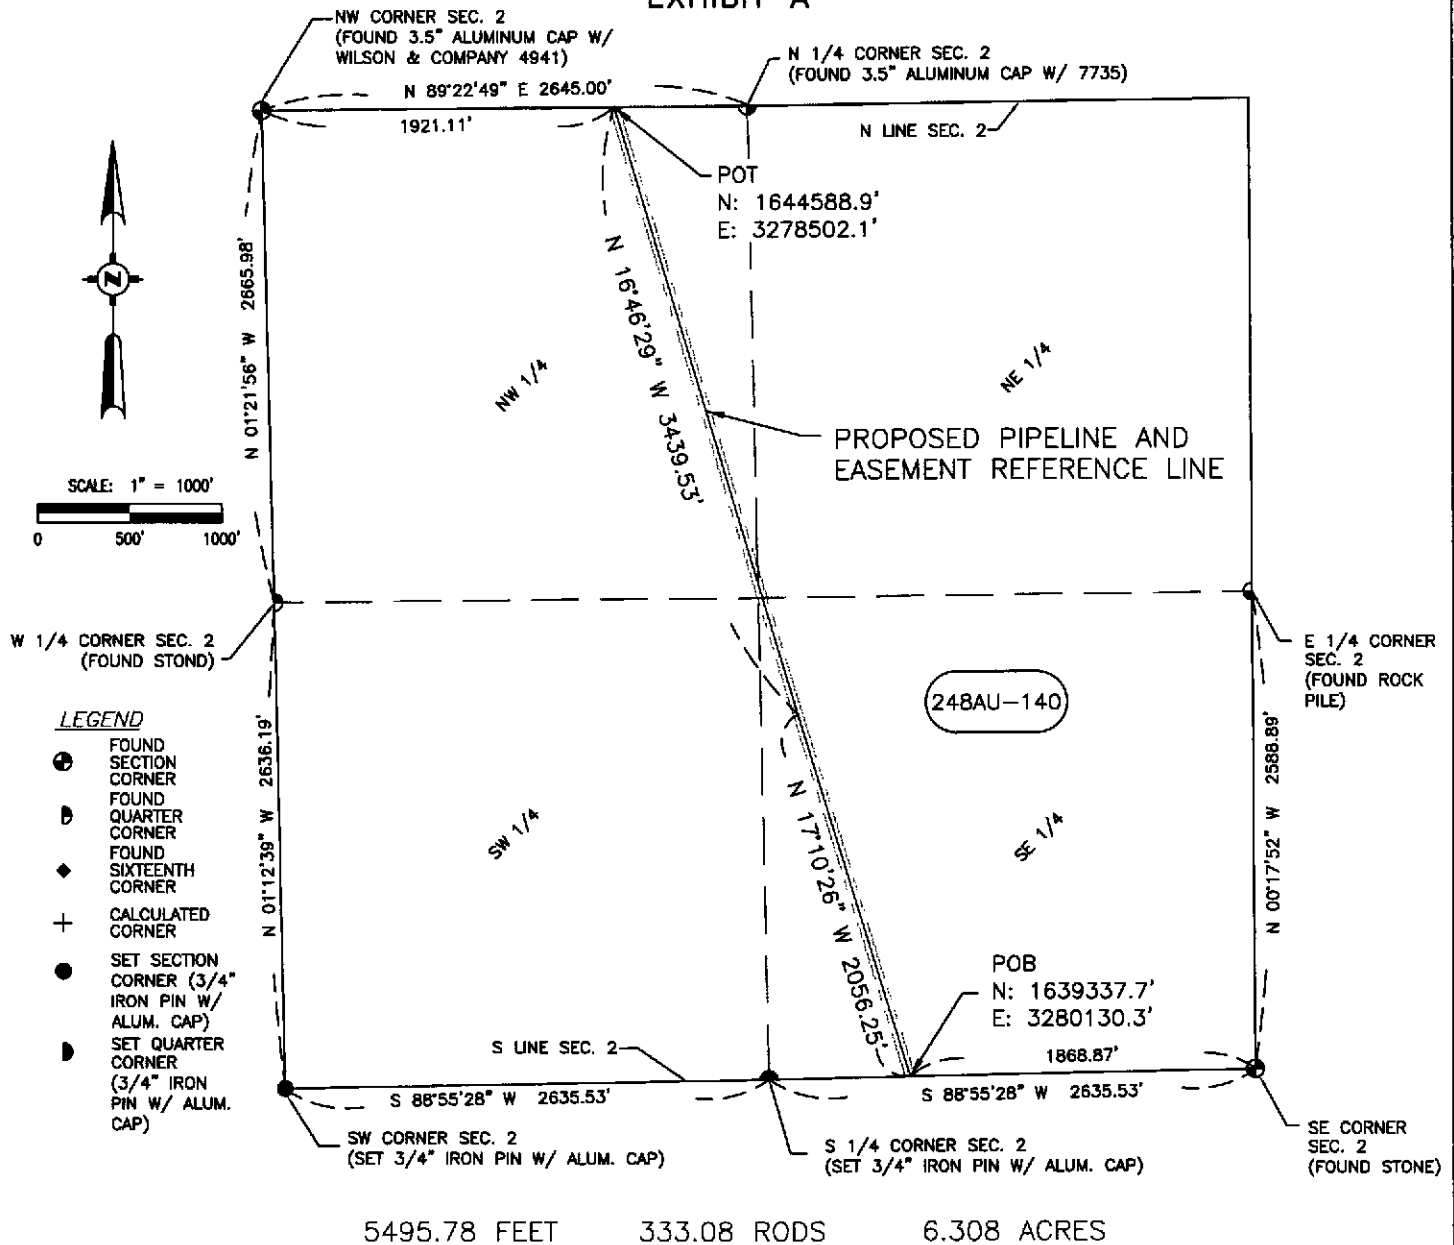 EXHIBIT "A"
NW CORNER SEC. 2
(FOUND 3.5" ALUMINUM CAP W/
WILSON & COMPANY 4941)
N 1/4 CORNER SEC. 2
(FOUND 3.5" ALUMINUM CAP W/ 7735)
N 89°22'49" E 2645.00'
1921.11'
N LINE SEC. 2
POT
N: 1644588.9'
E: 3278502.1'
N 01°21'56" W 2665.98'
N 16°46'29" W 3439.53'
N
NW 1/4
NE 1/4
PROPOSED PIPELINE AND
EASEMENT REFERENCE LINE
SCALE: 1" = 1000'
0 500' 1000'
W 1/4 CORNER SEC. 2
(FOUND STOND)
E 1/4 CORNER
SEC. 2
(FOUND ROCK
PILE)
248AU-140
LEGEND
FOUND
SECTION
CORNER
FOUND
QUARTER
CORNER
FOUND
SIXTEENTH
CORNER
CALCULATED
CORNER
SET SECTION
CORNER (3/4"
IRON PIN W/
ALUM. CAP)
SET QUARTER
CORNER
(3/4" IRON
PIN W/ ALUM.
CAP)
N 01°12'39" W 2636.19'
SW 1/4
SE 1/4
N 17°10'26" W 2056.25'
N 00°17'52" W 2588.89'
POB
N: 1639337.7'
E: 3280130.3'
S LINE SEC. 2
1868.87'
S 88°55'28" W 2635.53'
S 88°55'28" W 2635.53'
SW CORNER SEC. 2
(SET 3/4" IRON PIN W/ ALUM. CAP)
S 1/4 CORNER SEC. 2
(SET 3/4" IRON PIN W/ ALUM. CAP)
SE CORNER
SEC. 2
(FOUND STONE)
5495.78 FEET 333.08 RODS 6.308 ACRES